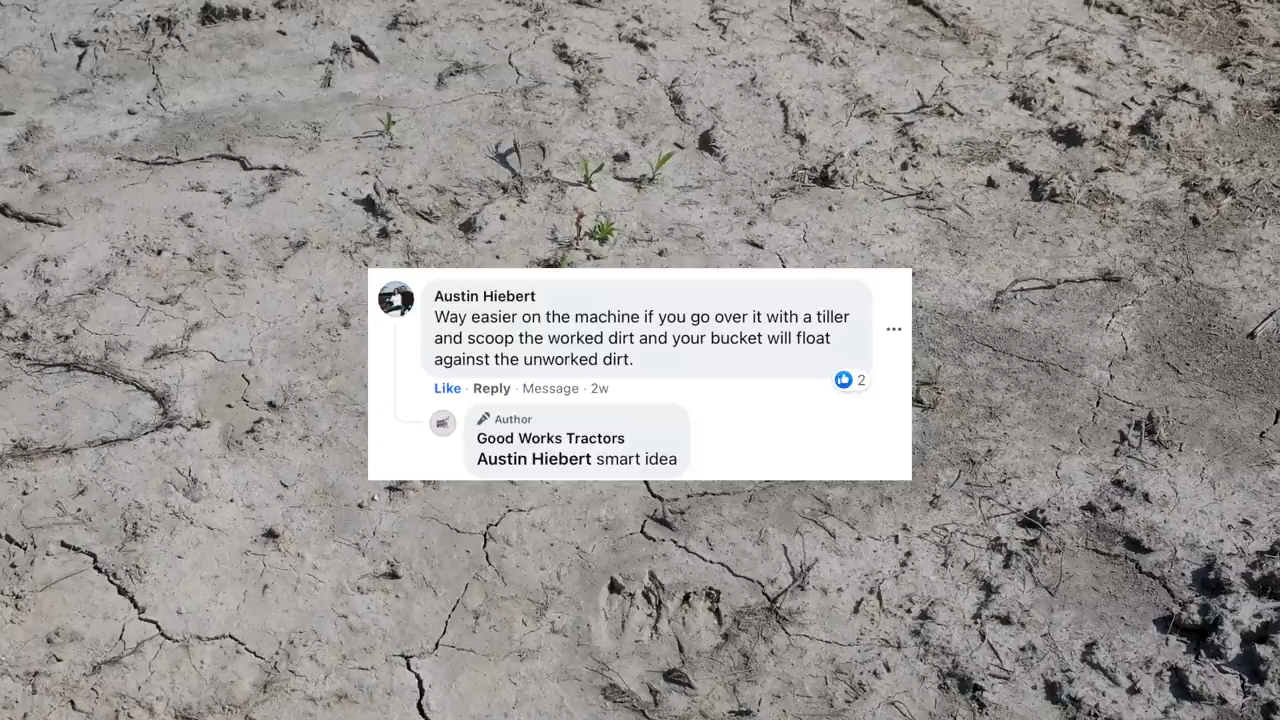 Austin Hiebert
Way easier on the machine if you go over it with a tiller
and scoop the worked dirt and your bucket will float
against the unworked dirt.
Like · Reply · Message · 2w
2
Author
Good Works Tractors
Austin Hiebert smart idea